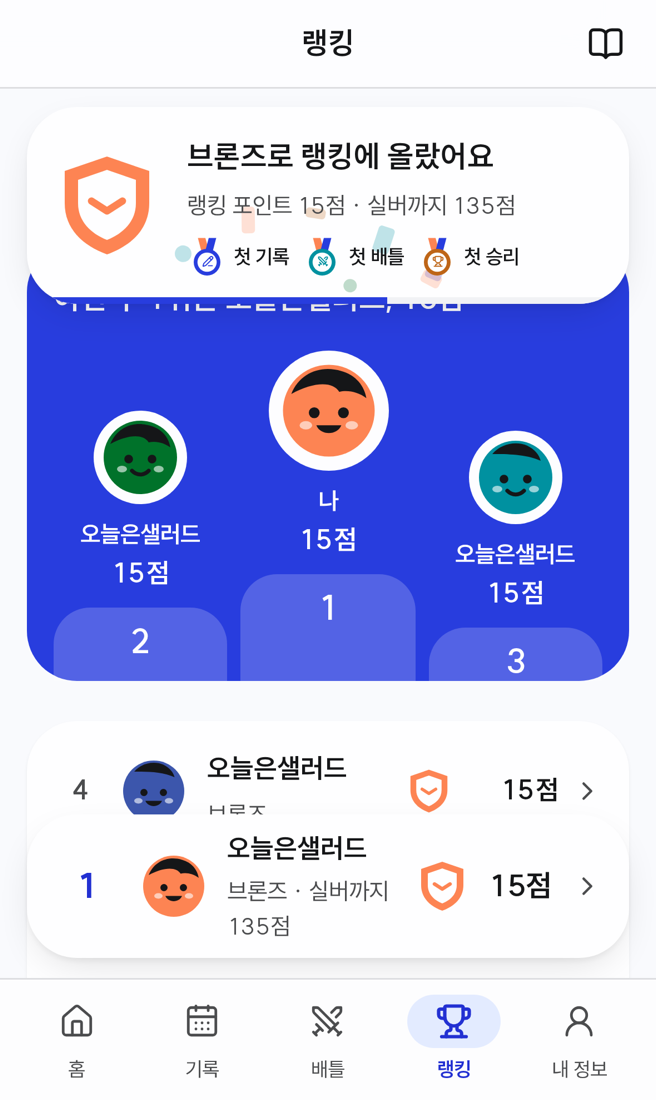 랭킹
브론즈로 랭킹에 올랐어요
랭킹 포인트 15점 · 실버까지 135점
첫 기록 첫 배틀 첫 승리
나
15점
오늘은샐러드
15점
오늘은샐러드
15점
1
2
3
4 오늘은샐러드 15점
1 오늘은샐러드 15점
브론즈 · 실버까지
135점
홈 기록 배틀 랭킹 내 정보